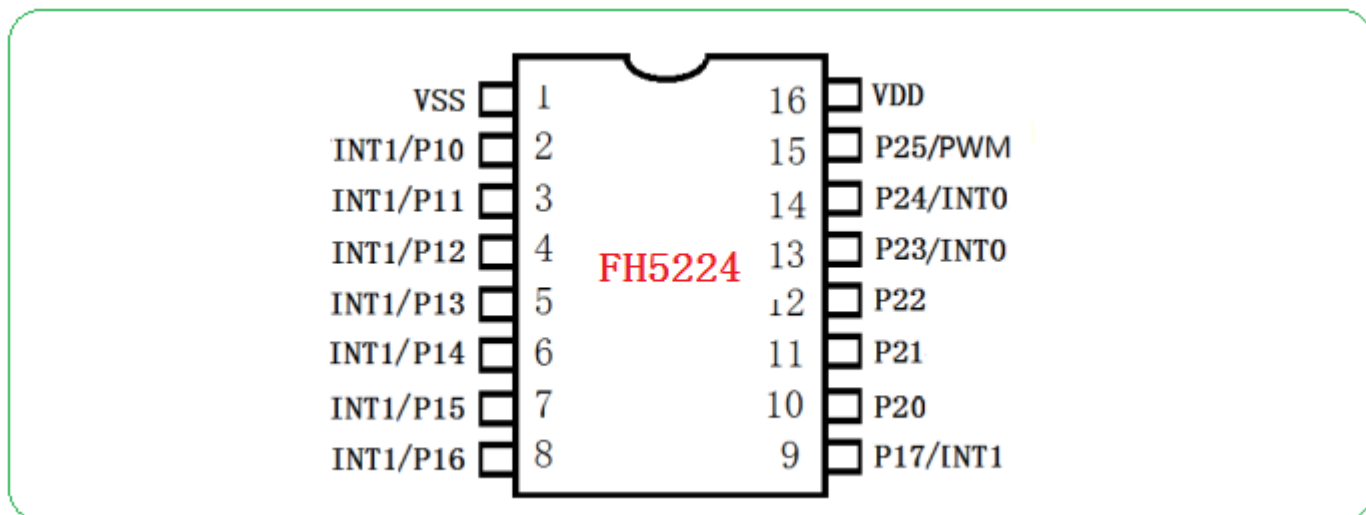 VSS 1 16 VDD
INT1/P10 2 15 P25/PWM
INT1/P11 3 14 P24/INT0
INT1/P12 4 13 P23/INT0
FH5224
INT1/P13 5 12 P22
INT1/P14 6 11 P21
INT1/P15 7 10 P20
INT1/P16 8 9 P17/INT1